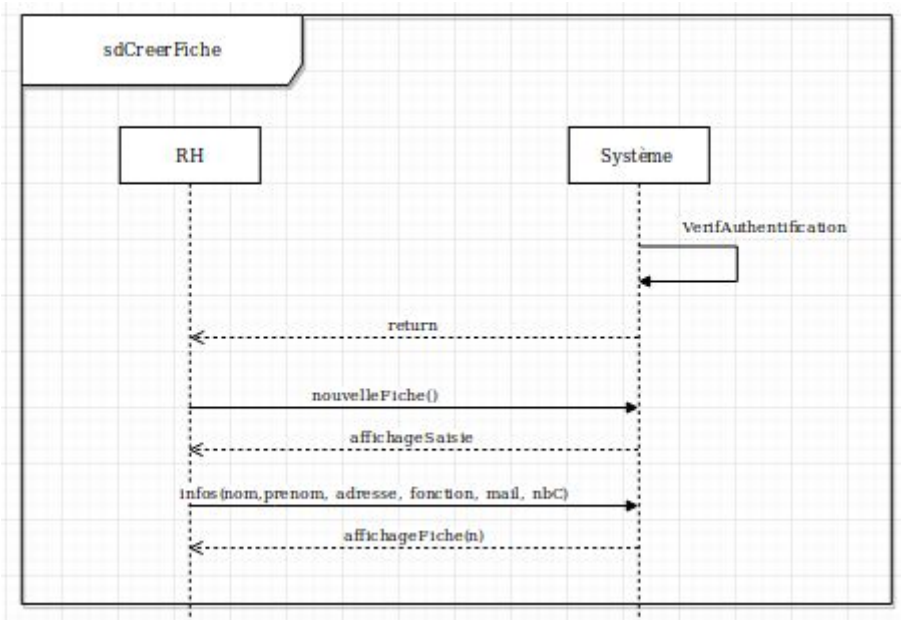 sdCreerFiche
RH
Système
VerifAuthentification
return
nouvelleFiche()
affichageSaisie
infos(nom,prenom, adresse, fonction, mail, nbC)
affichageFiche(n)